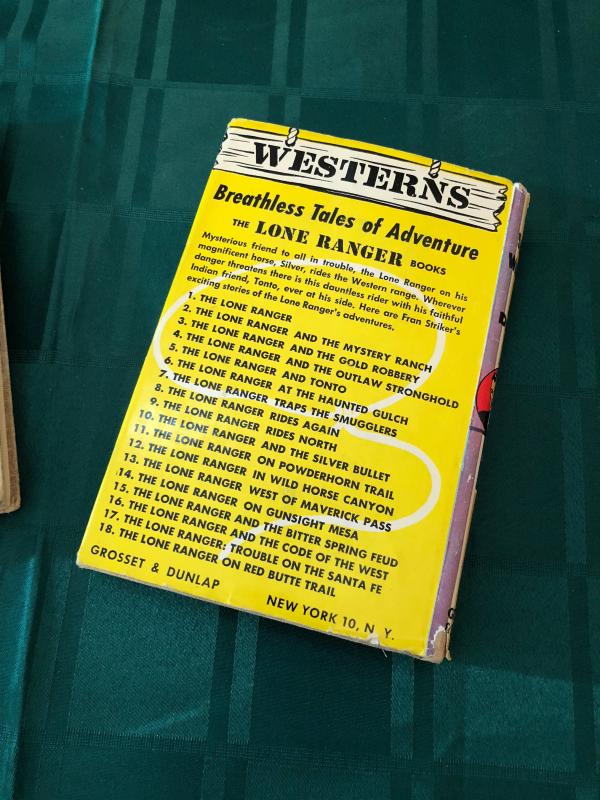 WESTERNS
Breathless Tales of Adventure
THE LONE RANGER BOOKS
Mysterious friend to all in trouble, the Lone Ranger on his
magnificent horse, Silver, rides the Western range. Wherever
danger threatens there is this dauntless rider with his faithful
Indian friend, Tonto, ever at his side. Here are Fran Striker's
exciting stories of the Lone Ranger's adventures.
1. THE LONE RANGER
2. THE LONE RANGER AND THE MYSTERY RANCH
3. THE LONE RANGER AND THE GOLD ROBBERY
4. THE LONE RANGER AND THE OUTLAW STRONGHOLD
5. THE LONE RANGER AND TONTO
6. THE LONE RANGER AT THE HAUNTED GULCH
7. THE LONE RANGER TRAPS THE SMUGGLERS
8. THE LONE RANGER RIDES AGAIN
9. THE LONE RANGER RIDES NORTH
10. THE LONE RANGER AND THE SILVER BULLET
11. THE LONE RANGER ON POWDERHORN TRAIL
12. THE LONE RANGER IN WILD HORSE CANYON
13. THE LONE RANGER WEST OF MAVERICK PASS
14. THE LONE RANGER ON GUNSIGHT MESA
15. THE LONE RANGER AND THE BITTER SPRING FEUD
16. THE LONE RANGER AND THE CODE OF THE WEST
17. THE LONE RANGER: TROUBLE ON THE SANTA FE
18. THE LONE RANGER ON RED BUTTE TRAIL
GROSSET & DUNLAP
NEW YORK 10, N. Y.